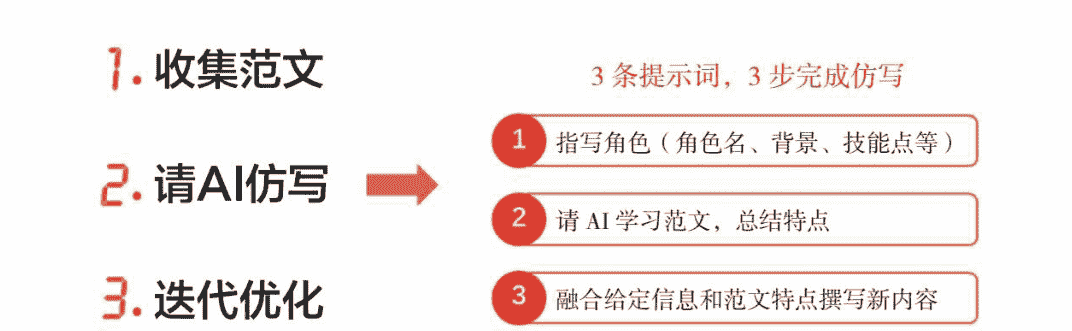 1. 收集范文
2. 请AI仿写
3. 迭代优化
3 条提示词，3 步完成仿写
1 指写角色（角色名、背景、技能点等）
2 请 AI 学习范文，总结特点
3 融合给定信息和范文特点撰写新内容